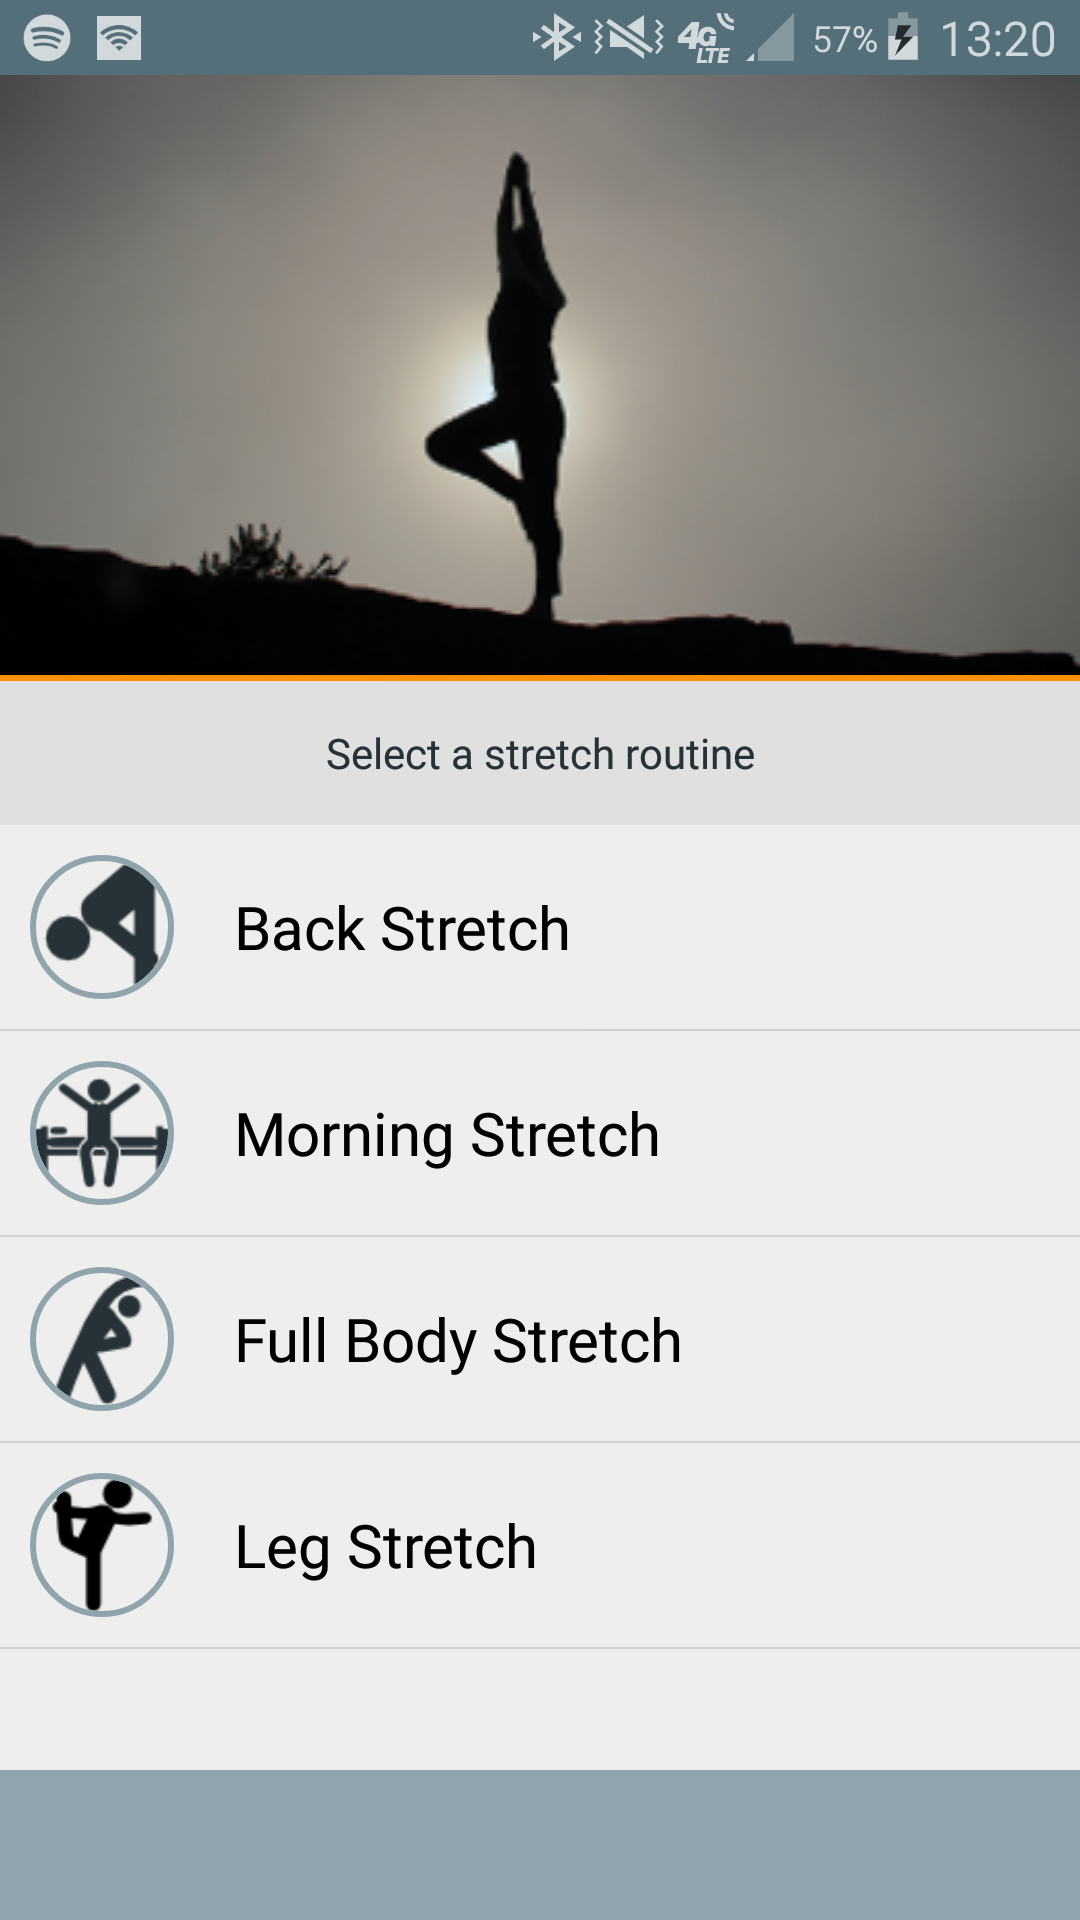 4G LTE 57% 13:20
Select a stretch routine
Back Stretch
Morning Stretch
Full Body Stretch
Leg Stretch